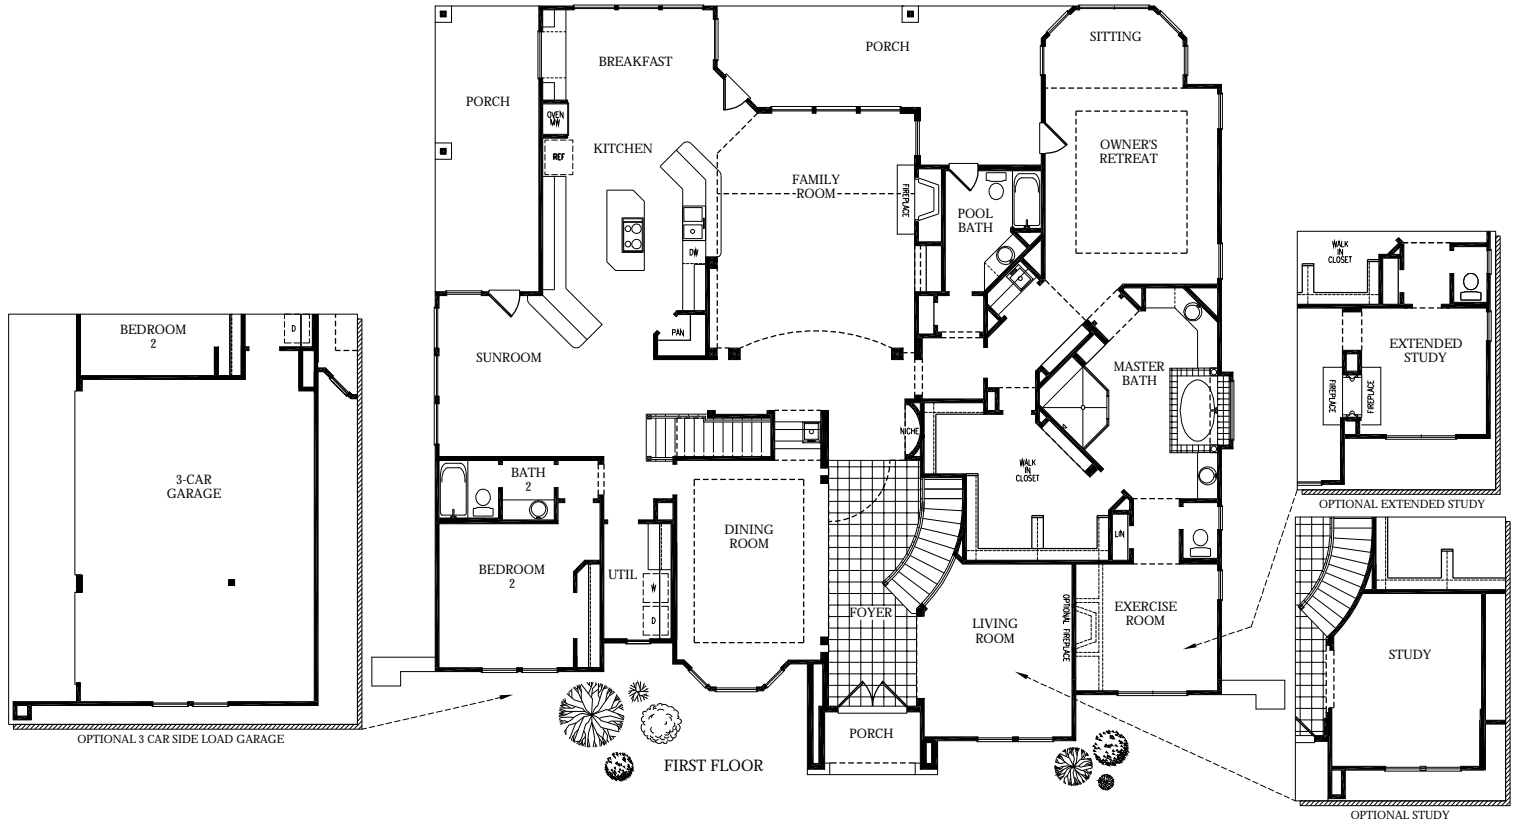 SITTING
PORCH
BREAKFAST
PORCH
OVEN
MW
KITCHEN
REF
OWNER'S
RETREAT
FAMILY
ROOM
FIREPLACE
POOL
BATH
DW
WALK
IN
CLOSET
BEDROOM
2
D
PAN
SUNROOM
EXTENDED
STUDY
MASTER
BATH
FIREPLACE
FIREPLACE
NICHE
BATH
2
WALK
IN
CLOSET
3-CAR
GARAGE
OPTIONAL EXTENDED STUDY
DINING
ROOM
LIN
BEDROOM
2
UTIL
W
D
FOYER
LIVING
ROOM
OPTIONAL FIREPLACE
EXERCISE
ROOM
STUDY
PORCH
OPTIONAL 3 CAR SIDE LOAD GARAGE
FIRST FLOOR
OPTIONAL STUDY